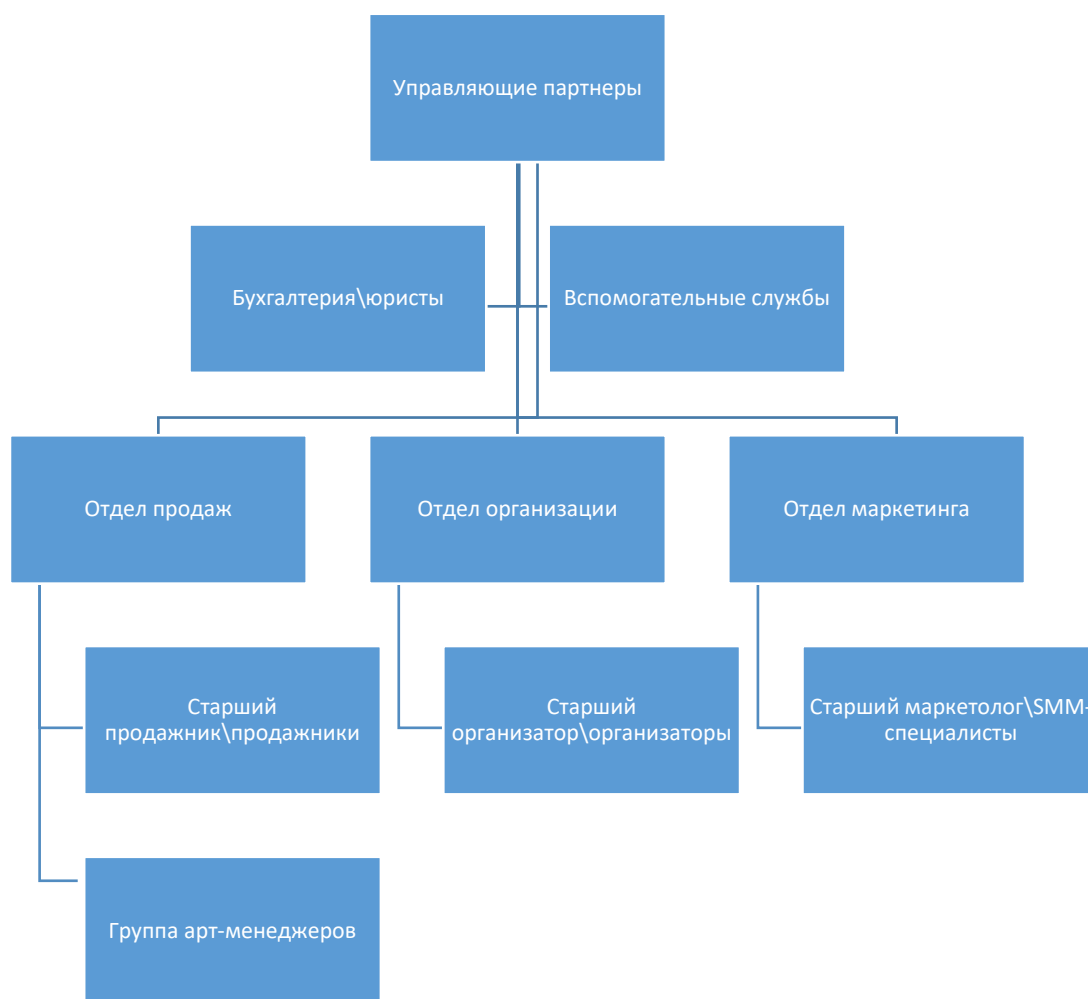 Управляющие партнеры
Бухгалтерия\юристы
Вспомогательные службы
Отдел продаж
Отдел организации
Отдел маркетинга
Старший
продажник\продажники
Старший
организатор\организаторы
Старший маркетолог\SMM-
специалисты
Группа арт-менеджеров